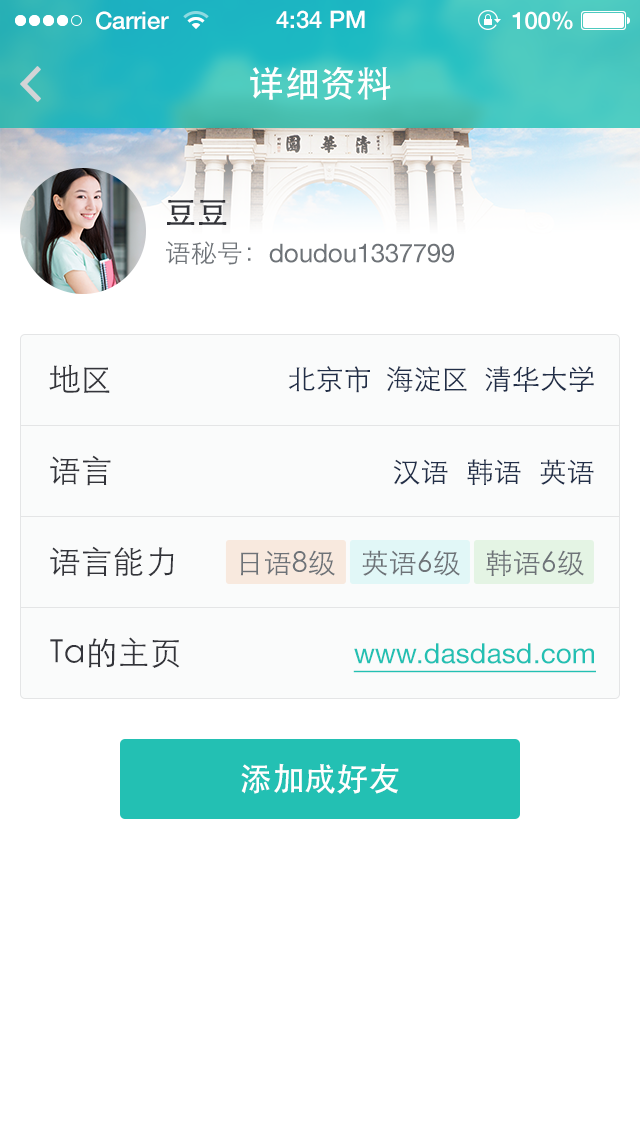 Carrier 4:34 PM 100%
详细资料
清華園
豆豆
语秘号：doudou1337799
地区 北京市 海淀区 清华大学
语言 汉语 韩语 英语
语言能力 日语8级 英语6级 韩语6级
Ta的主页 www.dasdasd.com
添加成好友